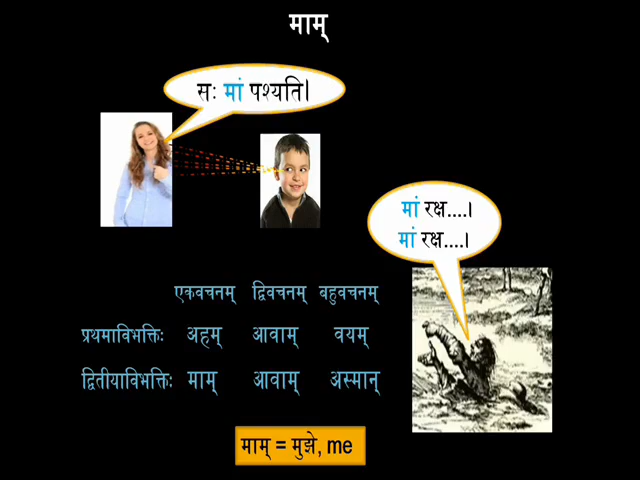 माम्
सः मां पश्यति।
मां रक्ष....।
मां रक्ष....।
एकवचनम् द्विवचनम् बहुवचनम्
प्रथमाविभक्तिः अहम् आवाम् वयम्
द्वितीयाविभक्तिः माम् आवाम् अस्मान्
माम् = मुझे, me